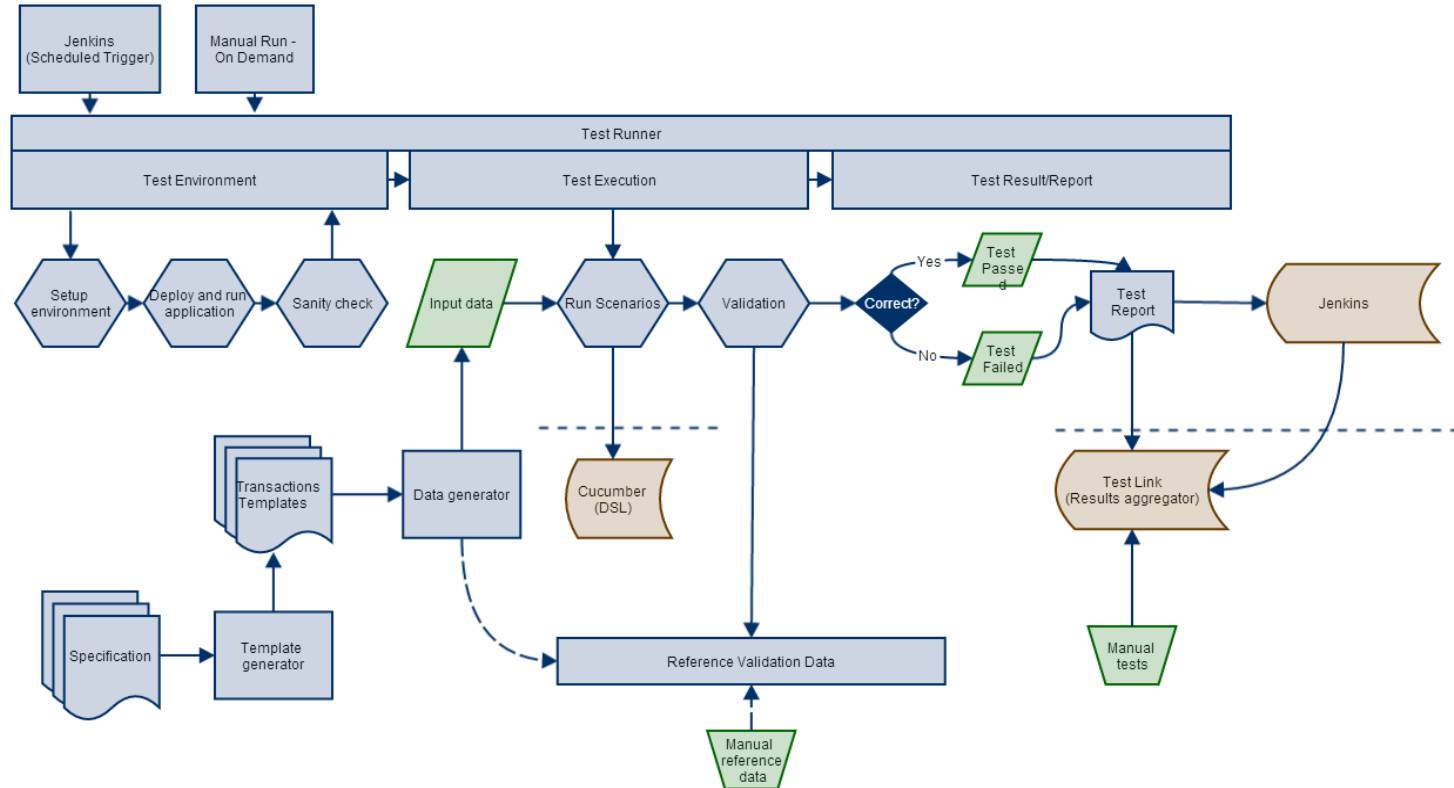 Jenkins
(Scheduled Trigger)
Manual Run -
On Demand
Test Runner
Test Environment
Test Execution
Test Result/Report
Setup
environment
Deploy and run
application
Sanity check
Input data
Run Scenarios
Validation
Correct?
Yes
No
Test
Passe
d
Test
Failed
Test
Report
Jenkins
Transactions
Templates
Data generator
Cucumber
(DSL)
Test Link
(Results aggregator)
Specification
Template
generator
Reference Validation Data
Manual
tests
Manual
reference
data